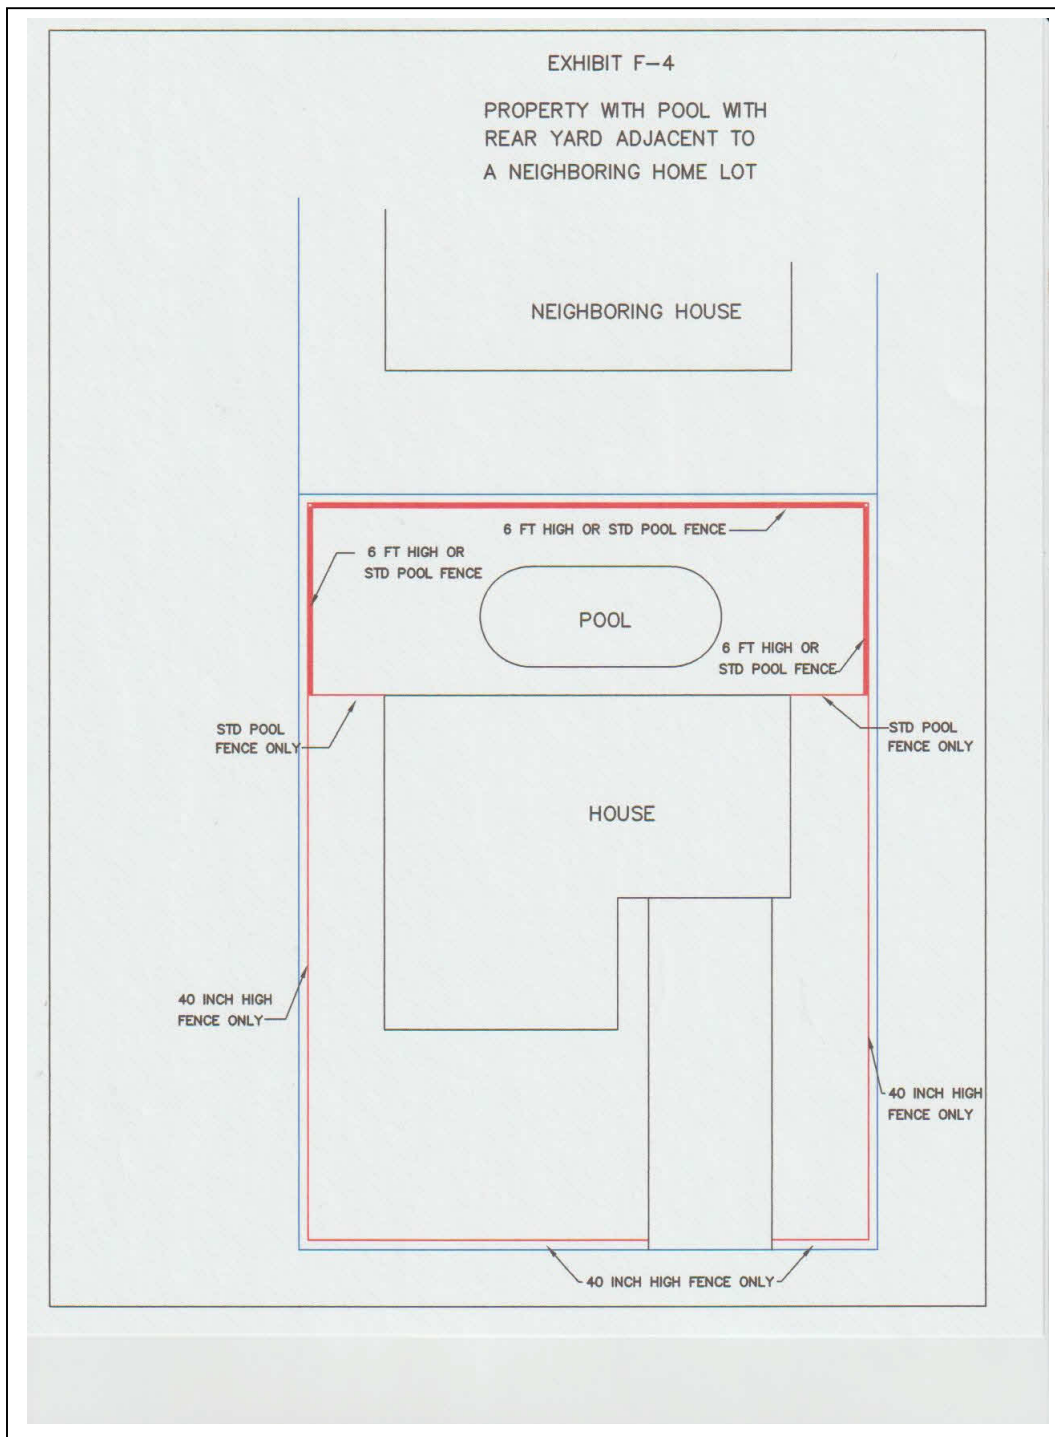 EXHIBIT F-4
PROPERTY WITH POOL WITH
REAR YARD ADJACENT TO
A NEIGHBORING HOME LOT
NEIGHBORING HOUSE
6 FT HIGH OR STD POOL FENCE
6 FT HIGH OR
STD POOL FENCE
POOL
6 FT HIGH OR
STD POOL FENCE
STD POOL
FENCE ONLY
STD POOL
FENCE ONLY
HOUSE
40 INCH HIGH
FENCE ONLY
40 INCH HIGH
FENCE ONLY
40 INCH HIGH FENCE ONLY